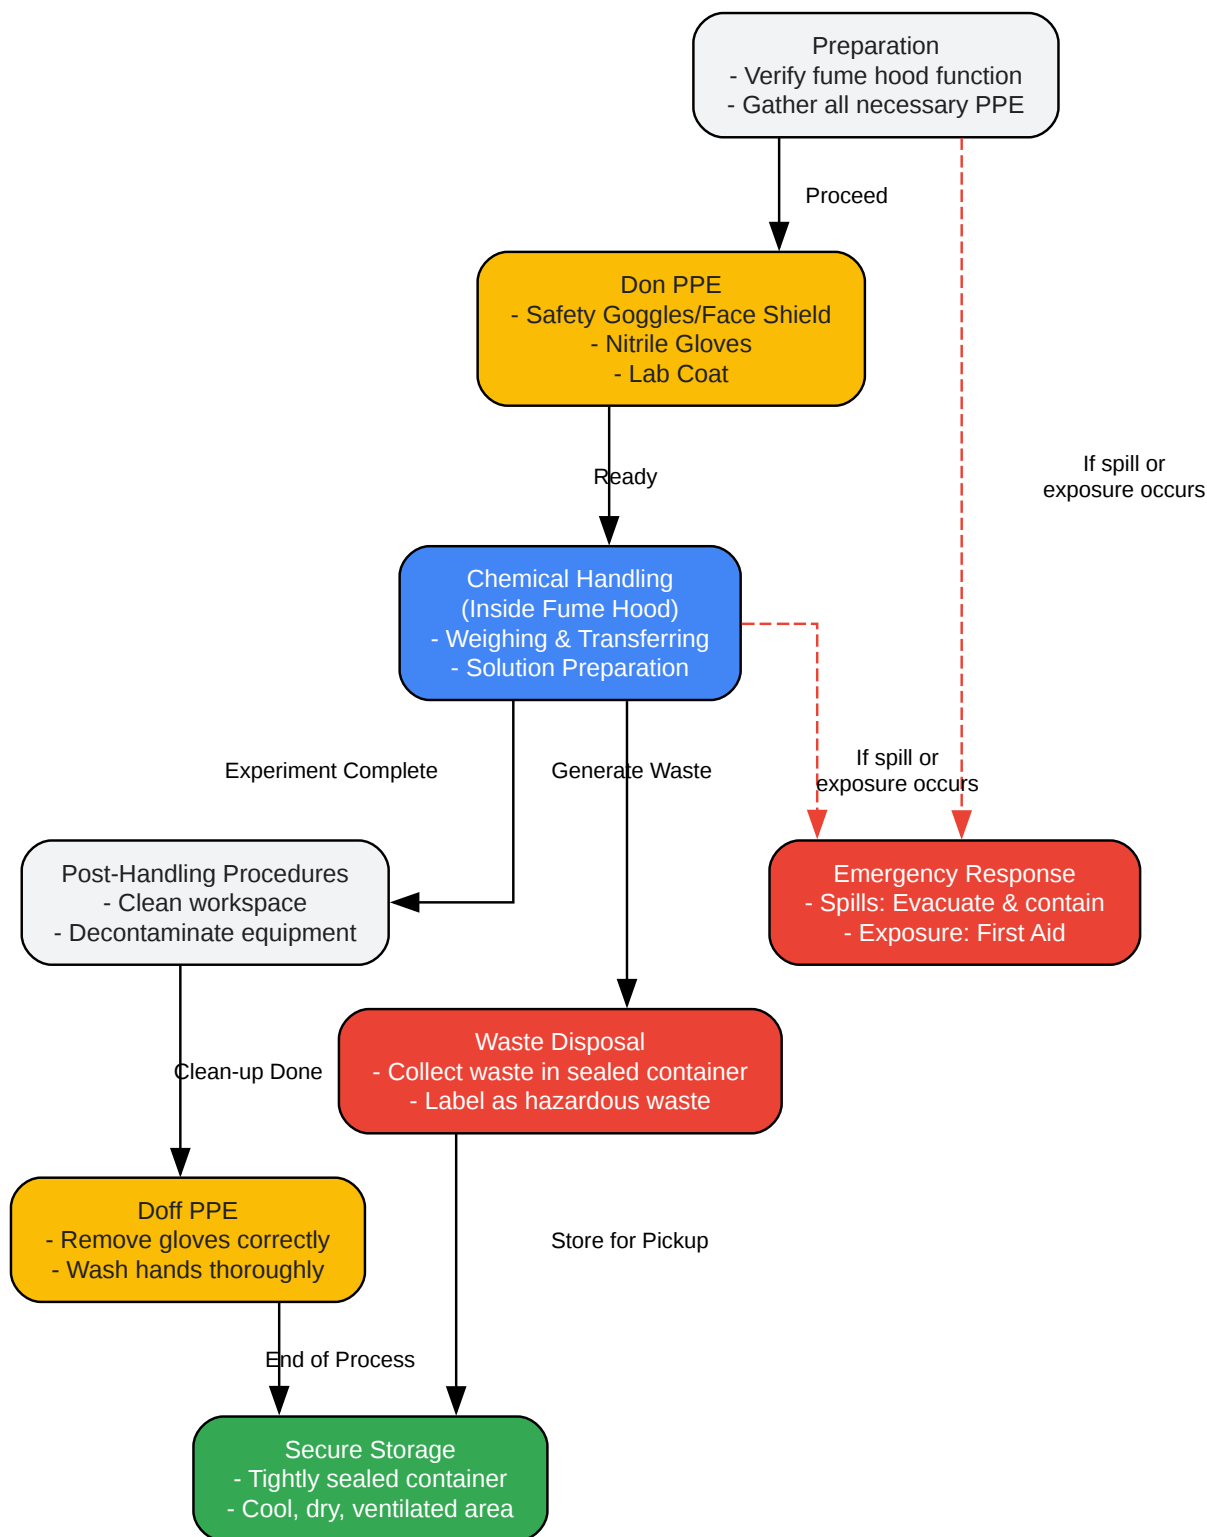 Preparation
- Verify fume hood function
- Gather all necessary PPE
Proceed
Don PPE
- Safety Goggles/Face Shield
- Nitrile Gloves
- Lab Coat
If spill or
exposure occurs
Ready
Chemical Handling
(Inside Fume Hood)
- Weighing & Transferring
- Solution Preparation
Experiment Complete
Generate Waste
If spill or
exposure occurs
Post-Handling Procedures
- Clean workspace
- Decontaminate equipment
Emergency Response
- Spills: Evacuate & contain
- Exposure: First Aid
Clean-up Done
Waste Disposal
- Collect waste in sealed container
- Label as hazardous waste
Doff PPE
- Remove gloves correctly
- Wash hands thoroughly
Store for Pickup
End of Process
Secure Storage
- Tightly sealed container
- Cool, dry, ventilated area